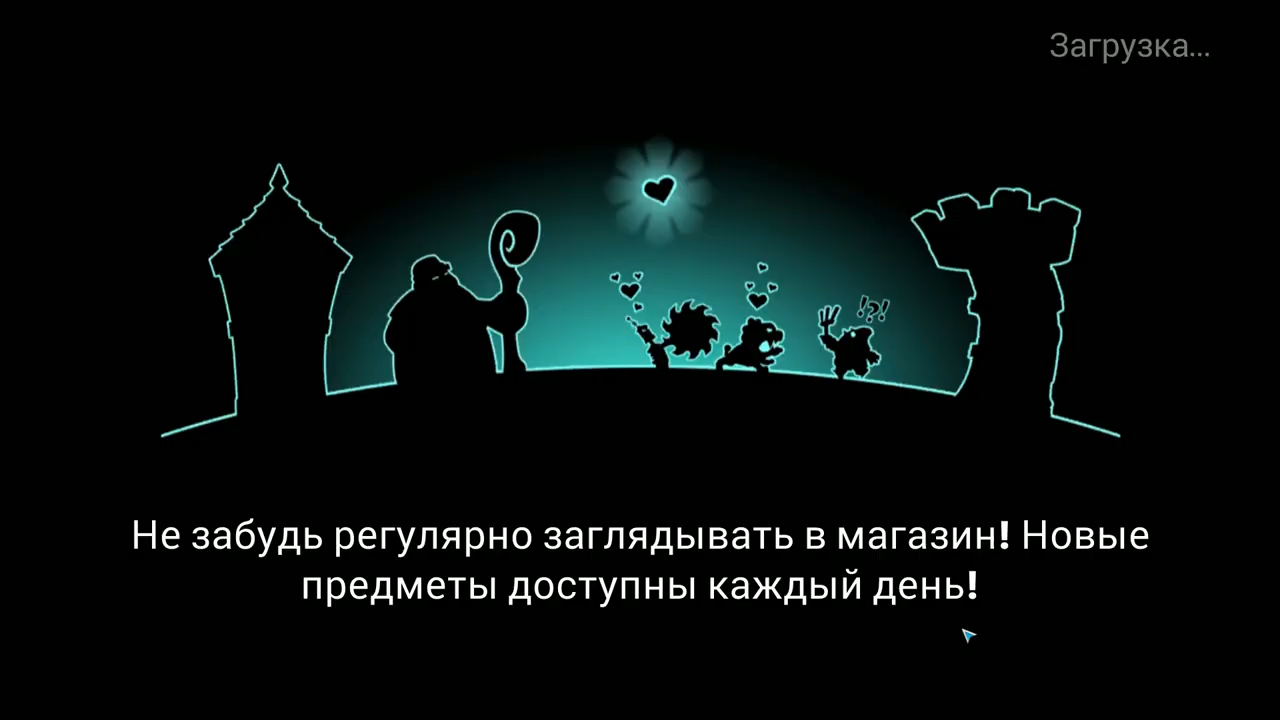 Загрузка...
!?!
Не забудь регулярно заглядывать в магазин! Новые
предметы доступны каждый день!